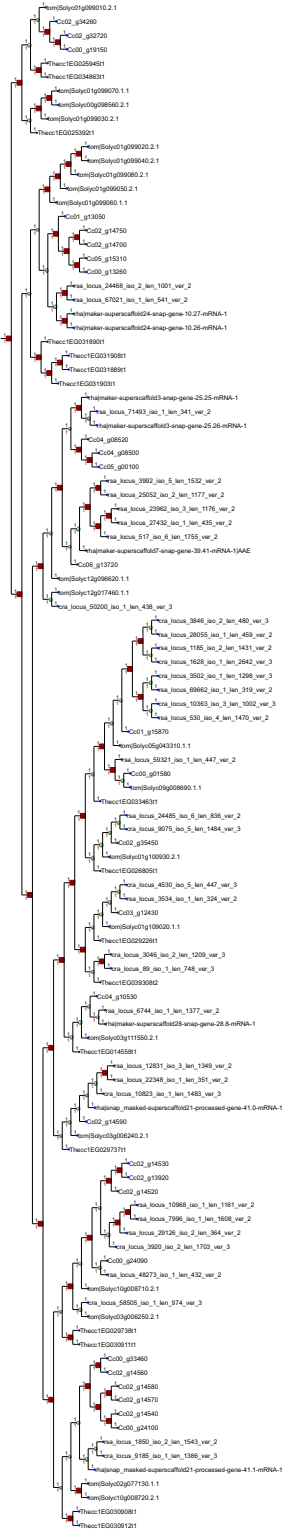 tom|Solyc01g099010.2.1
Cc02_g34260
Cc02_g32720
Cc00_g19150
Thecc1EG025945t1
Thecc1EG034863t1
tom|Solyc01g099070.1.1
tom|Solyc00g098560.2.1
tom|Solyc01g099030.2.1
Thecc1EG025392t1
tom|Solyc01g099020.2.1
tom|Solyc01g099040.2.1
tom|Solyc01g099080.2.1
tom|Solyc01g099050.2.1
tom|Solyc01g099060.1.1
Cc01_g13050
Cc02_g14750
Cc02_g14700
Cc05_g15310
Cc00_g13260
rsa_locus_24468_iso_2_len_1001_ver_2
rsa_locus_67021_iso_1_len_541_ver_2
rha|maker-superscaffold24-snap-gene-10.27-mRNA-1
rha|maker-superscaffold24-snap-gene-10.26-mRNA-1
Thecc1EG031890t1
Thecc1EG031908t1
Thecc1EG031889t1
Thecc1EG031903t1
rha|maker-superscaffold3-snap-gene-25.25-mRNA-1
rsa_locus_71493_iso_1_len_341_ver_2
rha|maker-superscaffold3-snap-gene-25.26-mRNA-1
Cc04_g08520
Cc04_g08500
Cc05_g00100
rsa_locus_3992_iso_5_len_1532_ver_2
rsa_locus_25052_iso_2_len_1177_ver_2
rsa_locus_23962_iso_3_len_1176_ver_2
rsa_locus_27432_iso_1_len_435_ver_2
rsa_locus_517_iso_6_len_1755_ver_2
rha|maker-superscaffold7-snap-gene-39.41-mRNA-1|AAE
Cc06_g13720
tom|Solyc12g096620.1.1
tom|Solyc12g017460.1.1
cra_locus_50200_iso_1_len_438_ver_3
cra_locus_3846_iso_2_len_480_ver_3
rsa_locus_28055_iso_1_len_459_ver_2
rsa_locus_1185_iso_2_len_1431_ver_2
cra_locus_1628_iso_1_len_2642_ver_3
cra_locus_3502_iso_1_len_1298_ver_3
rsa_locus_69662_iso_1_len_319_ver_2
cra_locus_10363_iso_3_len_1002_ver_3
rsa_locus_530_iso_4_len_1470_ver_2
Cc01_g15870
tom|Solyc05g043310.1.1
rsa_locus_59321_iso_1_len_447_ver_2
Cc00_g01580
tom|Solyc09g008690.1.1
Thecc1EG033463t1
rsa_locus_24485_iso_6_len_836_ver_2
cra_locus_9075_iso_5_len_1484_ver_3
Cc02_g35450
tom|Solyc01g100930.2.1
Thecc1EG026805t1
cra_locus_4530_iso_5_len_447_ver_3
rsa_locus_3534_iso_1_len_324_ver_2
Cc03_g12430
tom|Solyc01g109020.1.1
Thecc1EG029226t1
cra_locus_3046_iso_2_len_1209_ver_3
cra_locus_89_iso_1_len_748_ver_3
Thecc1EG039308t2
Cc04_g10530
rsa_locus_6744_iso_1_len_1377_ver_2
rha|maker-superscaffold28-snap-gene-28.8-mRNA-1
tom|Solyc03g111550.2.1
Thecc1EG014558t1
rsa_locus_12831_iso_3_len_1349_ver_2
rsa_locus_22348_iso_1_len_351_ver_2
cra_locus_10823_iso_1_len_1483_ver_3
rha|snap_masked-superscaffold21-processed-gene-41.0-mRNA-1
Cc02_g14590
tom|Solyc03g006240.2.1
Thecc1EG029737t1
Cc02_g14530
Cc02_g13920
Cc02_g14520
rsa_locus_10968_iso_1_len_1161_ver_2
rsa_locus_7996_iso_1_len_1608_ver_2
rsa_locus_29126_iso_2_len_364_ver_2
cra_locus_3920_iso_2_len_1703_ver_3
Cc00_g24090
rsa_locus_48273_iso_1_len_432_ver_2
tom|Solyc10g008710.2.1
cra_locus_58505_iso_1_len_974_ver_3
tom|Solyc03g006250.2.1
Thecc1EG029738t1
Thecc1EG030911t1
Cc00_g33460
Cc02_g14560
Cc02_g14580
Cc02_g14570
Cc02_g14540
Cc00_g24100
rsa_locus_1850_iso_2_len_1543_ver_2
cra_locus_9185_iso_1_len_1386_ver_3
rha|snap_masked-superscaffold21-processed-gene-41.1-mRNA-1
tom|Solyc02g077130.1.1
tom|Solyc10g008720.2.1
Thecc1EG030908t1
Thecc1EG030912t1